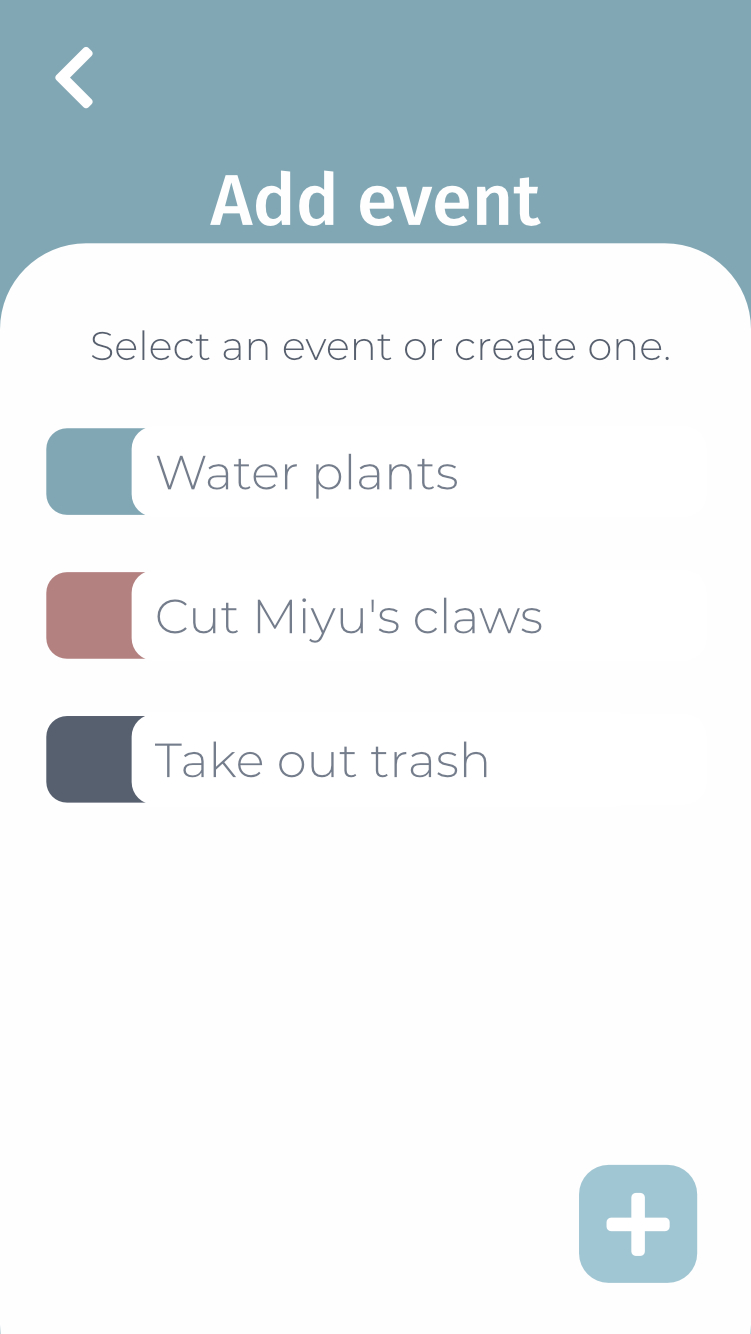 Add event
Select an event or create one.
Water plants
Cut Miyu's claws
Take out trash